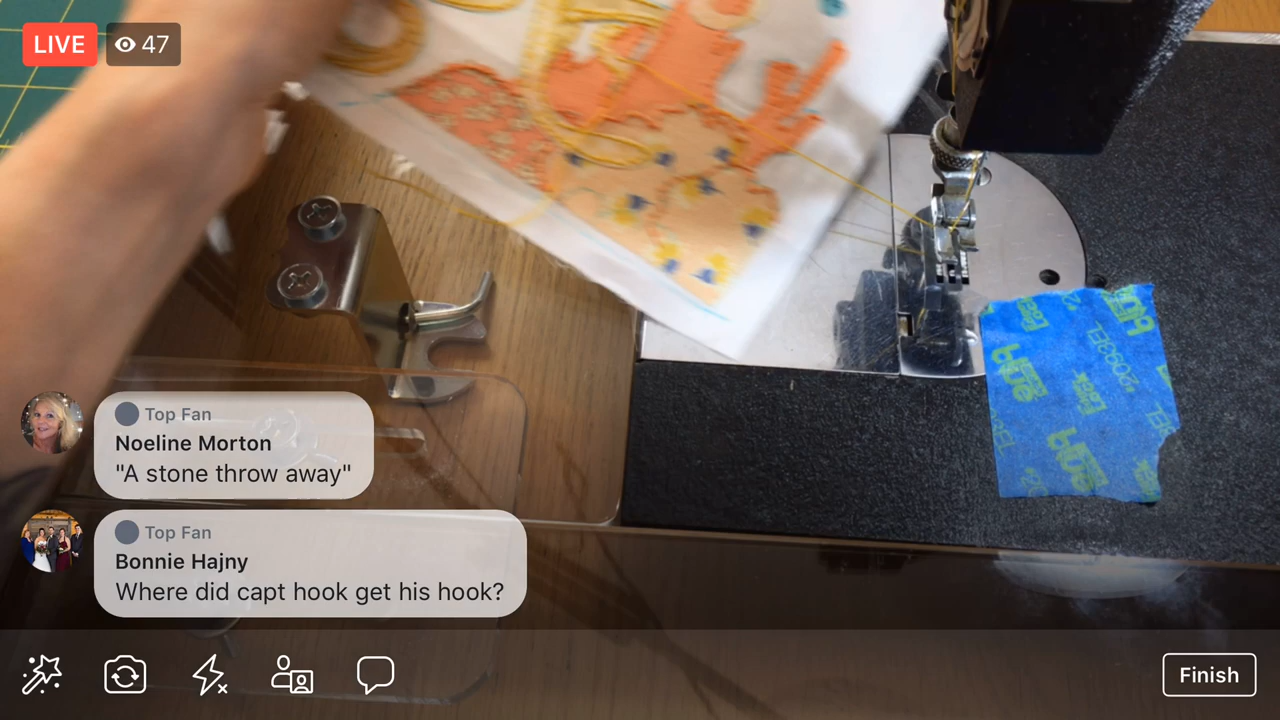 LIVE
47
Top Fan
Noeline Morton
"A stone throw away"
Top Fan
Bonnie Hajny
Where did capt hook get his hook?
Finish
2093EL